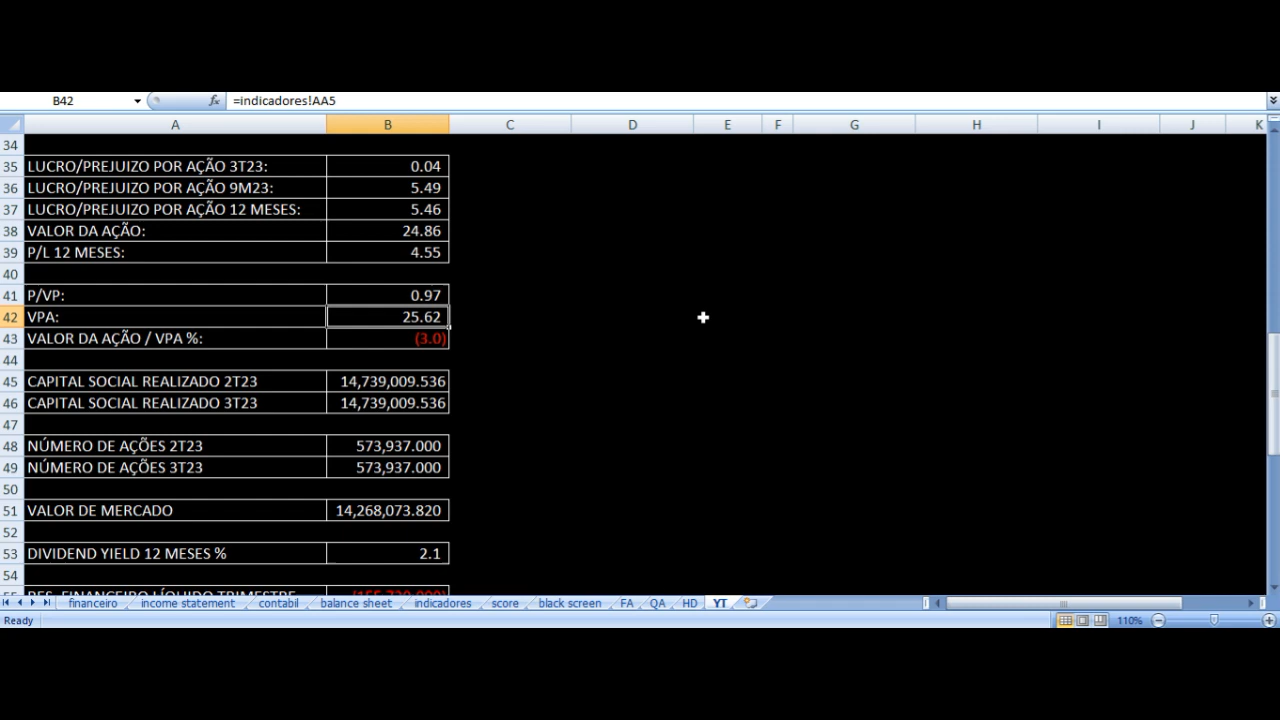 B42 fx =indicadores!AA5
A B C D E F G H I J K
34
35 LUCRO/PREJUIZO POR AÇÃO 3T23: 0.04
36 LUCRO/PREJUIZO POR AÇÃO 9M23: 5.49
37 LUCRO/PREJUIZO POR AÇÃO 12 MESES: 5.46
38 VALOR DA AÇÃO: 24.86
39 P/L 12 MESES: 4.55
40
41 P/VP: 0.97
42 VPA: 25.62
43 VALOR DA AÇÃO / VPA %: (3.0)
44
45 CAPITAL SOCIAL REALIZADO 2T23 14,739,009.536
46 CAPITAL SOCIAL REALIZADO 3T23 14,739,009.536
47
48 NÚMERO DE AÇÕES 2T23 573,937.000
49 NÚMERO DE AÇÕES 3T23 573,937.000
50
51 VALOR DE MERCADO 14,268,073.820
52
53 DIVIDEND YIELD 12 MESES % 2.1
54
55 RES. FINANCEIRO LÍQUIDO TRIMESTRE
financeiro income statement contabil balance sheet indicadores score black screen FA QA HD YT
Ready 110%